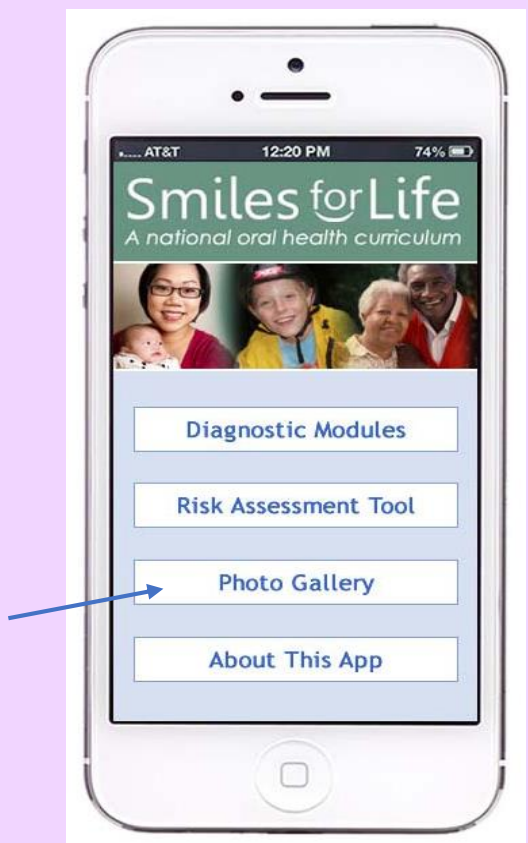 AT&T 12:20 PM 74%
Smiles for Life
A national oral health curriculum
Diagnostic Modules
Risk Assessment Tool
Photo Gallery
About This App